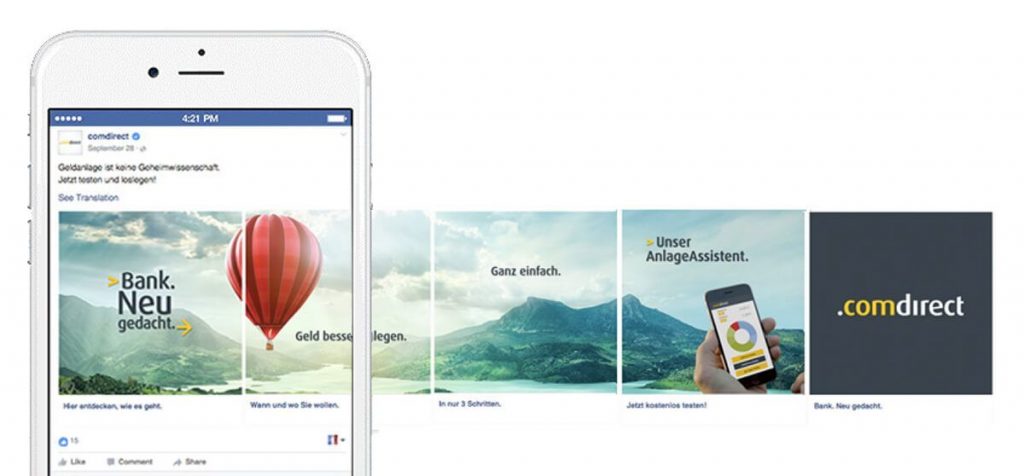 4:21 PM
comdirect
comdirect
September 28
Geldanlage ist keine Geheimwissenschaft.
Jetzt testen und loslegen!
See Translation
> Bank.
Neu
gedacht.
Geld besse legen.
Ganz einfach.
> Unser
AnlageAssistent.
comdirect
.comdirect
Hier entdecken, wie es geht.
Wann und wo Sie wollen.
In nur 3 Schritten.
Jetzt kostenlos testen!
Bank. Neu gedacht.
15
Like
Comment
Share